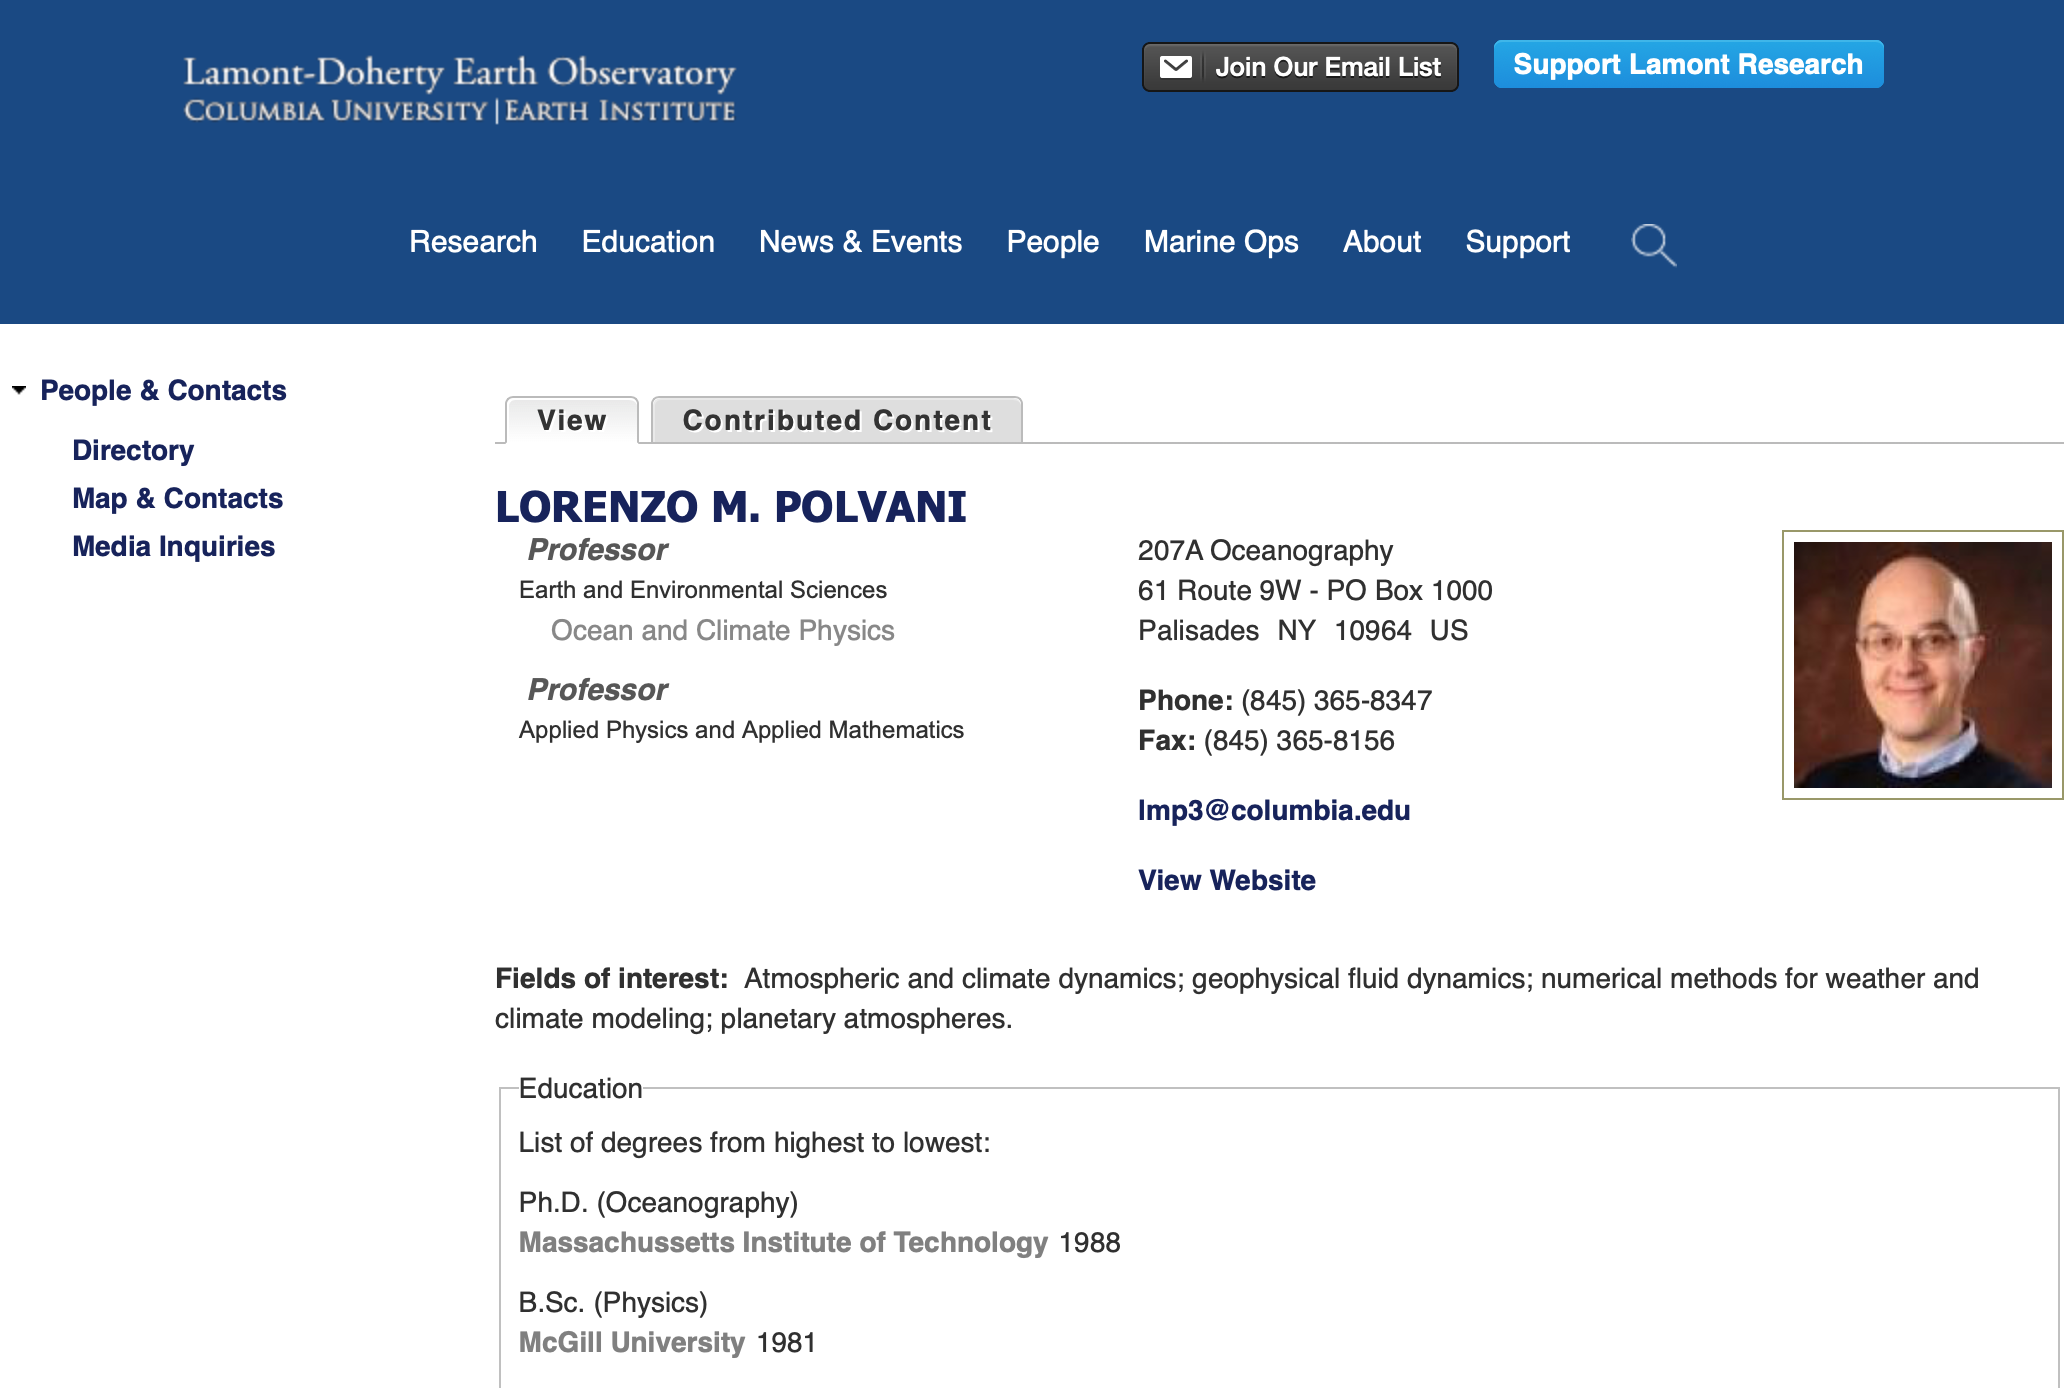 Lamont-Doherty Earth Observatory
COLUMBIA UNIVERSITY | EARTH INSTITUTE
Join Our Email List
Support Lamont Research
Research Education News & Events People Marine Ops About Support
People & Contacts
Directory
Map & Contacts
Media Inquiries
View Contributed Content
LORENZO M. POLVANI
Professor
Earth and Environmental Sciences
Ocean and Climate Physics
Professor
Applied Physics and Applied Mathematics
207A Oceanography
61 Route 9W - PO Box 1000
Palisades NY 10964 US
Phone: (845) 365-8347
Fax: (845) 365-8156
lmp3@columbia.edu
View Website
Fields of interest: Atmospheric and climate dynamics; geophysical fluid dynamics; numerical methods for weather and
climate modeling; planetary atmospheres.
Education
List of degrees from highest to lowest:
Ph.D. (Oceanography)
Massachussetts Institute of Technology 1988
B.Sc. (Physics)
McGill University 1981